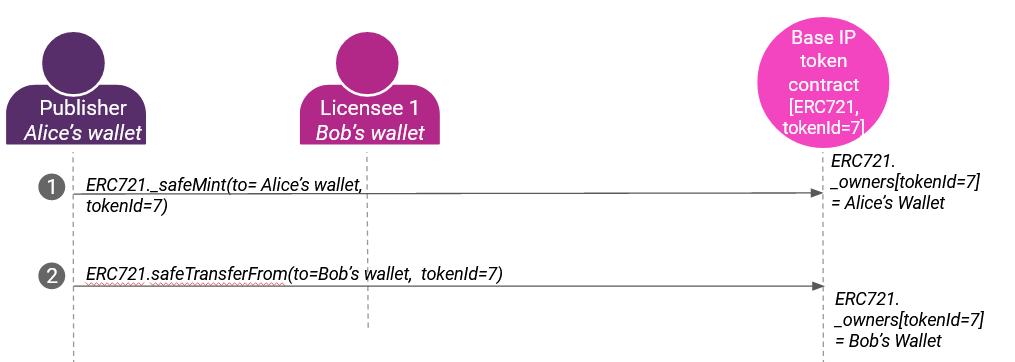 Publisher
Alice's wallet
Licensee 1
Bob's wallet
Base IP
token
contract
[ERC721,
tokenId=7]
1
ERC721._safeMint(to= Alice's wallet,
tokenId=7)
ERC721.
_owners[tokenId=7]
= Alice's Wallet
2
ERC721.safeTransferFrom(to=Bob's wallet,  tokenId=7)
ERC721.
_owners[tokenId=7]
= Bob's Wallet